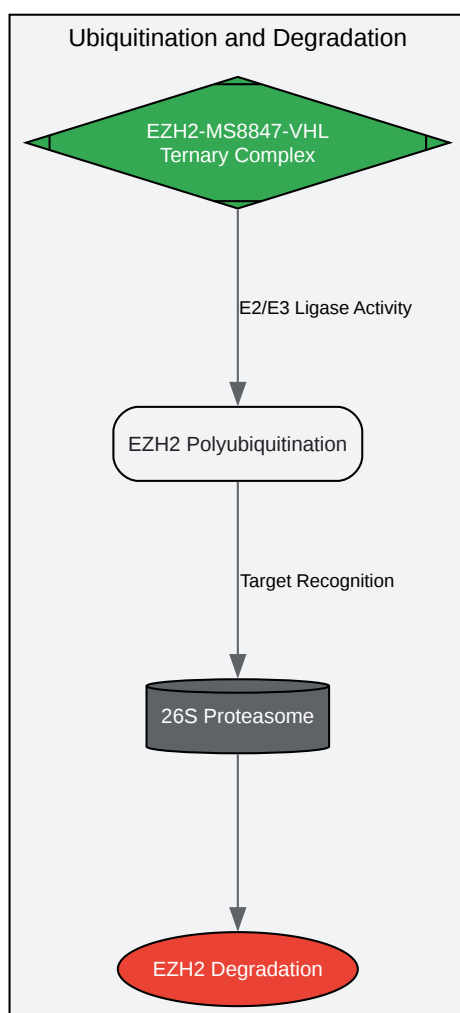 Ubiquitination and Degradation
EZH2-MS8847-VHL
Ternary Complex
E2/E3 Ligase Activity
EZH2 Polyubiquitination
Target Recognition
26S Proteasome
EZH2 Degradation